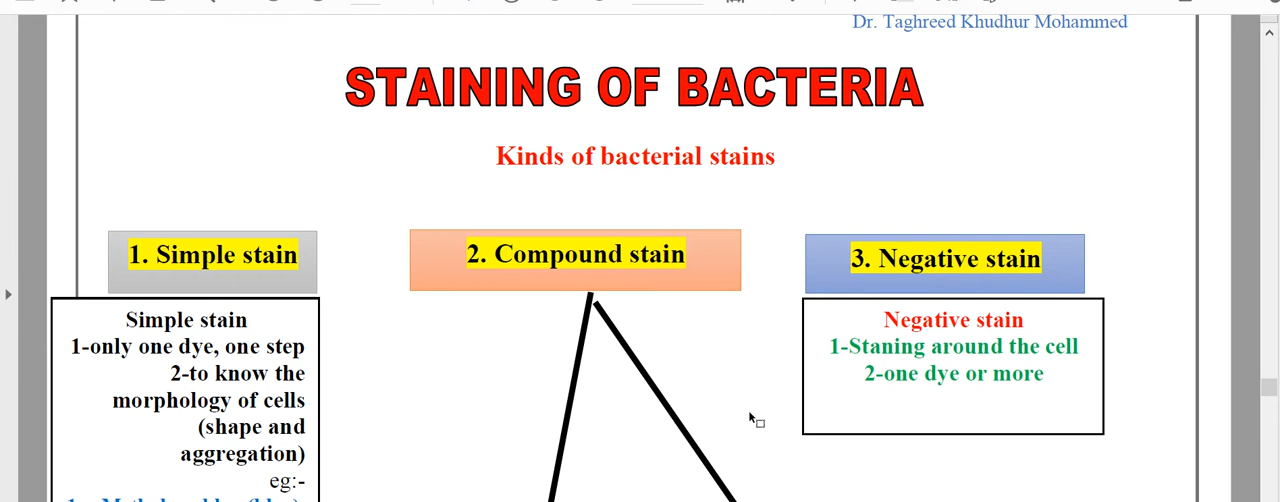 Dr. Taghreed Khudhur Mohammed
STAINING OF BACTERIA
Kinds of bacterial stains
1. Simple stain
2. Compound stain
3. Negative stain
Simple stain
1-only one dye, one step
2-to know the
morphology of cells
(shape and
aggregation)
eg:-
Negative stain
1-Staning around the cell
2-one dye or more